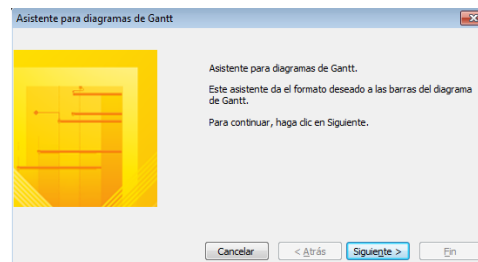 Asistente para diagramas de Gantt
Asistente para diagramas de Gantt.
Este asistente da el formato deseado a las barras del diagrama
de Gantt.
Para continuar, haga clic en Siguiente.
Cancelar < Atrás Siguiente > Fin